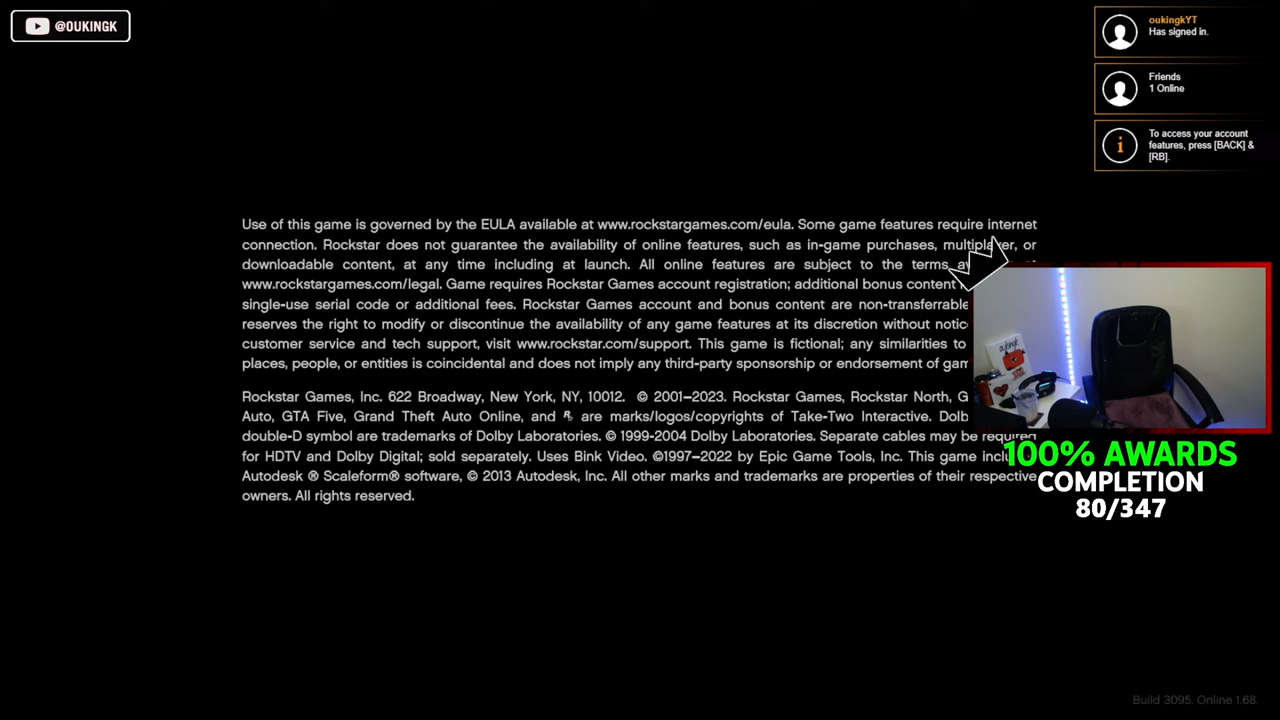 @OUKINGK
oukingkYT
Has signed in.
Friends
1 Online
To access your account
features, press [BACK] &
[RB].
Use of this game is governed by the EULA available at www.rockstargames.com/eula. Some game features require internet
connection. Rockstar does not guarantee the availability of online features, such as in-game purchases, multiplayer, or
downloadable content, at any time including at launch. All online features are subject to the terms
www.rockstargames.com/legal. Game requires Rockstar Games account registration; additional bonus content
single-use serial code or additional fees. Rockstar Games account and bonus content are non-transferrable
reserves the right to modify or discontinue the availability of any game features at its discretion without
customer service and tech support, visit www.rockstar.com/support. This game is fictional; any similarities to
places, people, or entities is coincidental and does not imply any third-party sponsorship or endorsement of
Rockstar Games, Inc. 622 Broadway, New York, NY, 10012. © 2001–2023. Rockstar Games, Rockstar North,
Auto, GTA Five, Grand Theft Auto Online, and R* are marks/logos/copyrights of Take-Two Interactive.
double-D symbol are trademarks of Dolby Laboratories. © 1999-2004 Dolby Laboratories. Separate cables may be required
for HDTV and Dolby Digital; sold separately. Uses Bink Video. ©1997–2022 by Epic Game Tools, Inc. This game
Autodesk ® Scaleform® software, © 2013 Autodesk, Inc. All other marks and trademarks are properties of their respective
owners. All rights reserved.
100% AWARDS
COMPLETION
80/347
Build 3095. Online 1.68.